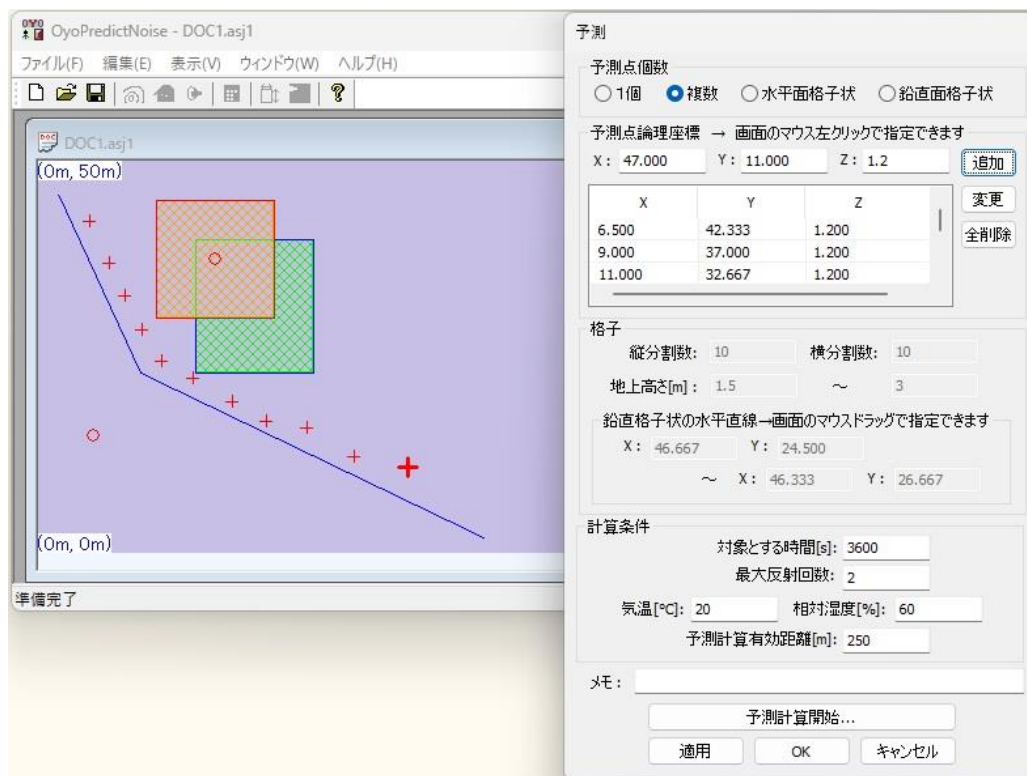 OyoPredictNoise - DOC1.asj1
ファイル(F) 編集(E) 表示(V) ウィンドウ(W) ヘルプ(H)
DOC1.asj1
(0m, 50m)
(0m, 0m)
準備完了
予測
予測点個数
1個 複数 水平面格子状 鉛直面格子状
予測点論理座標 → 画面のマウス左クリックで指定できます
X: 47.000 Y: 11.000 Z: 1.2 追加
X Y Z 変更
6.500 42.333 1.200 全削除
9.000 37.000 1.200
11.000 32.667 1.200
格子
縦分割数: 10 横分割数: 10
地上高さ[m]: 1.5 ～ 3
鉛直格子状の水平直線→画面のマウスドラッグで指定できます
X: 46.667 Y: 24.500
～ X: 46.333 Y: 26.667
計算条件
対象とする時間[s]: 3600
最大反射回数: 2
気温[℃]: 20 相対湿度[%]: 60
予測計算有効距離[m]: 250
メモ:
予測計算開始...
適用 OK キャンセル